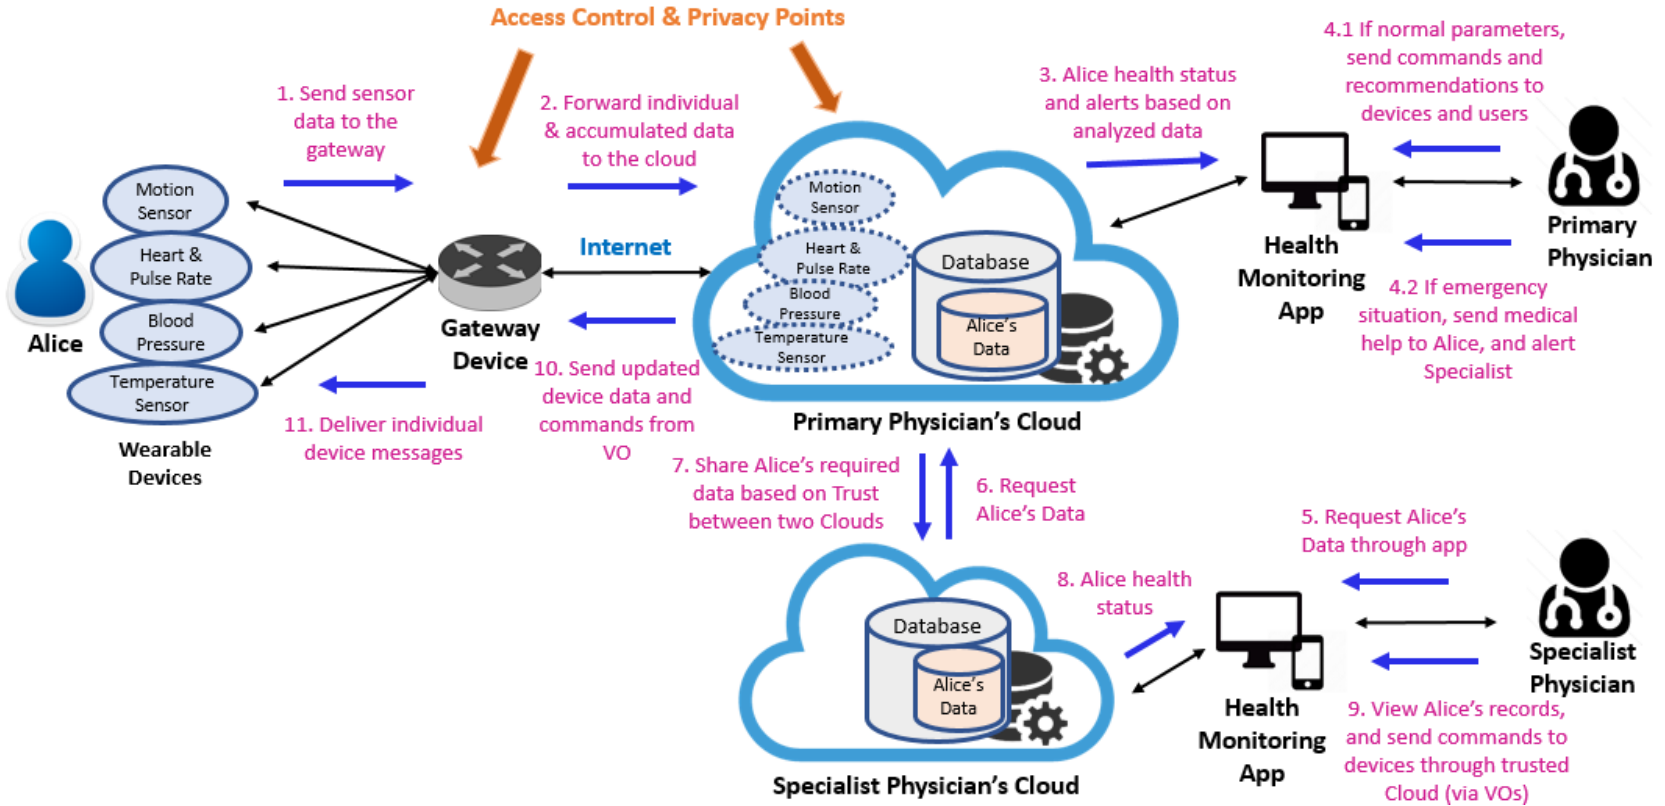 Access Control & Privacy Points
1. Send sensor
data to the
gateway
2. Forward individual
& accumulated data
to the cloud
3. Alice health status
and alerts based on
analyzed data
4.1 If normal parameters,
send commands and
recommendations to
devices and users
Motion
Sensor
Heart &
Pulse Rate
Blood
Pressure
Temperature
Sensor
Alice
Wearable
Devices
Internet
Gateway
Device
Motion
Sensor
Heart &
Pulse Rate
Blood
Pressure
Temperature
Sensor
Database
Alice's
Data
Primary Physician's Cloud
Health
Monitoring
App
Primary
Physician
4.2 If emergency
situation, send medical
help to Alice, and alert
Specialist
10. Send updated
device data and
commands from
VO
11. Deliver individual
device messages
7. Share Alice's required
data based on Trust
between two Clouds
6. Request
Alice's Data
5. Request Alice's
Data through app
8. Alice health
status
Database
Alice's
Data
Specialist Physician's Cloud
Health
Monitoring
App
Specialist
Physician
9. View Alice's records,
and send commands to
devices through trusted
Cloud (via VOs)